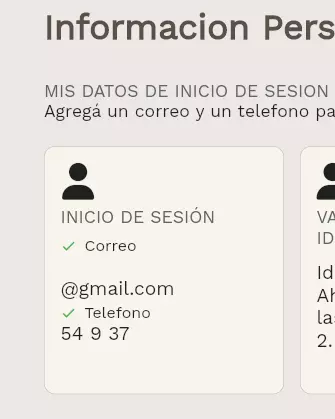 Informacion Pers
MIS DATOS DE INICIO DE SESION
Agregá un correo y un telefono pa
INICIO DE SESIÓN
Correo
@gmail.com
Telefono
54 9 37
VA
ID
Id
Ah
la
2.